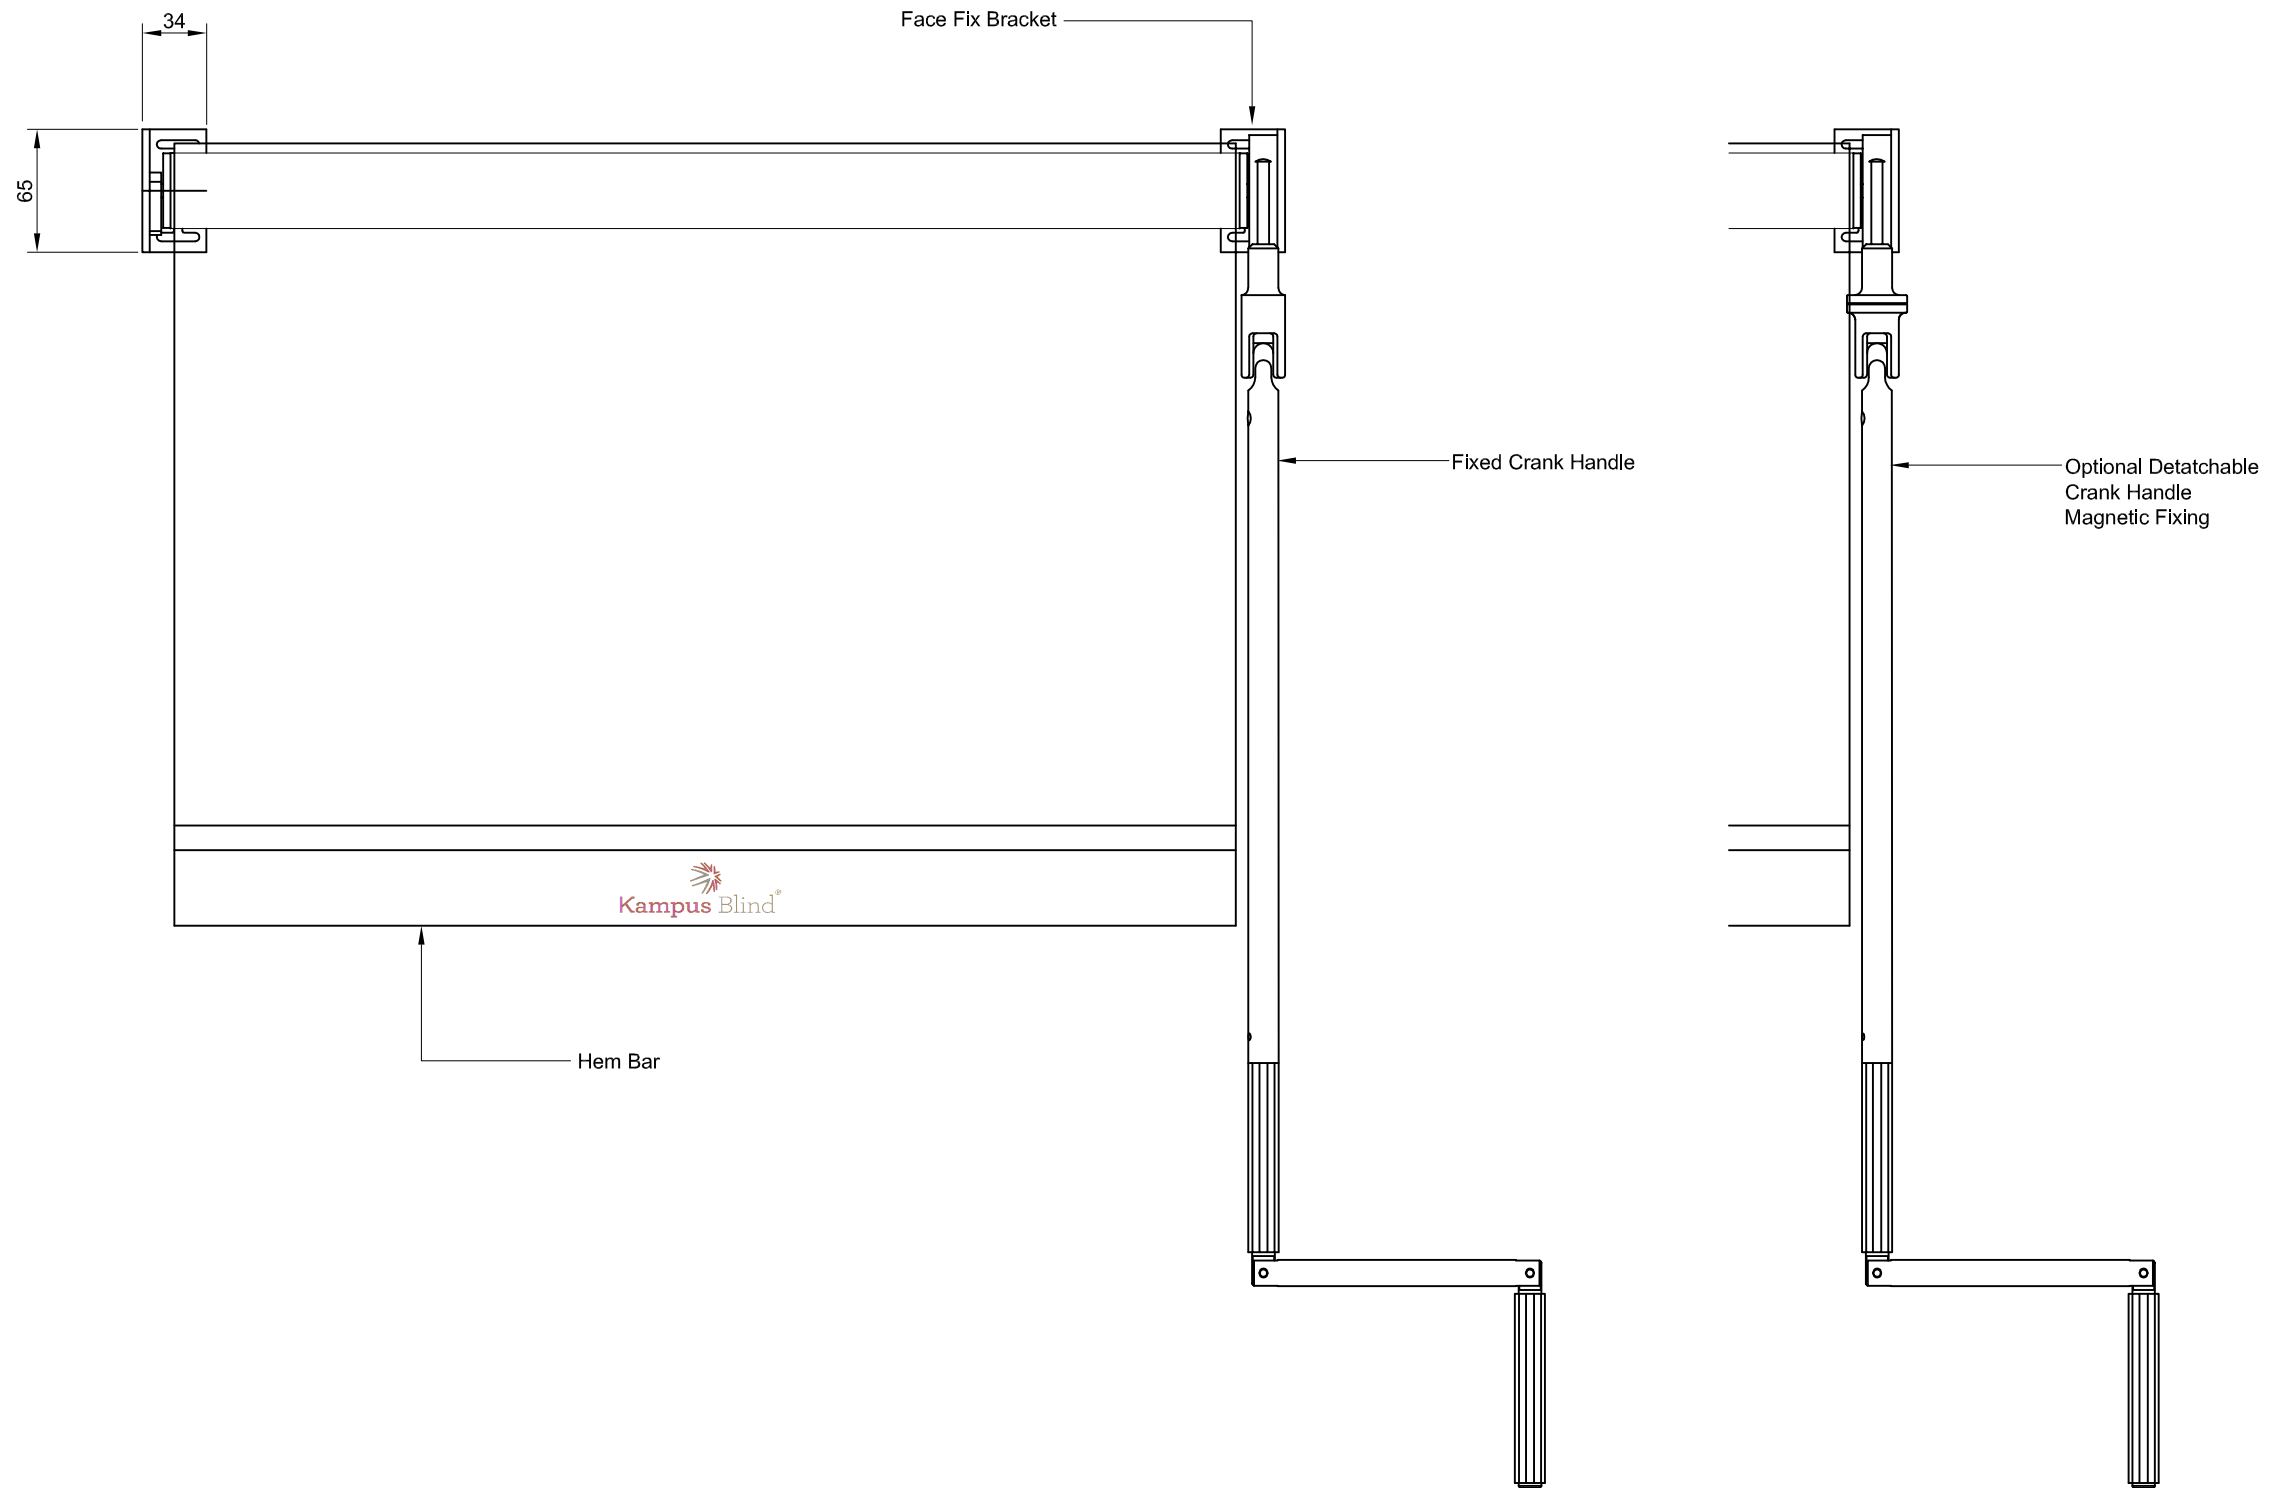 34
Face Fix Bracket
65
Fixed Crank Handle
Optional Detatchable
Crank Handle
Magnetic Fixing
Kampus Blind®
Hem Bar